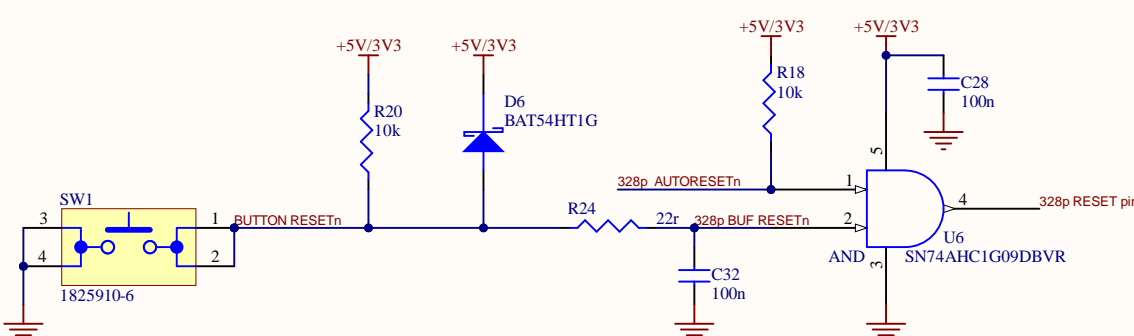 +5V/3V3
+5V/3V3
+5V/3V3
+5V/3V3
R20
10k
D6
BAT54HT1G
R18
10k
C28
100n
5
328p AUTORESETn
1
SW1
3
1
BUTTON RESETn
R24
22r
328p BUF RESETn
2
4
328p RESET pin
4
2
AND
3
U6
SN74AHC1G09DBVR
C32
100n
1825910-6